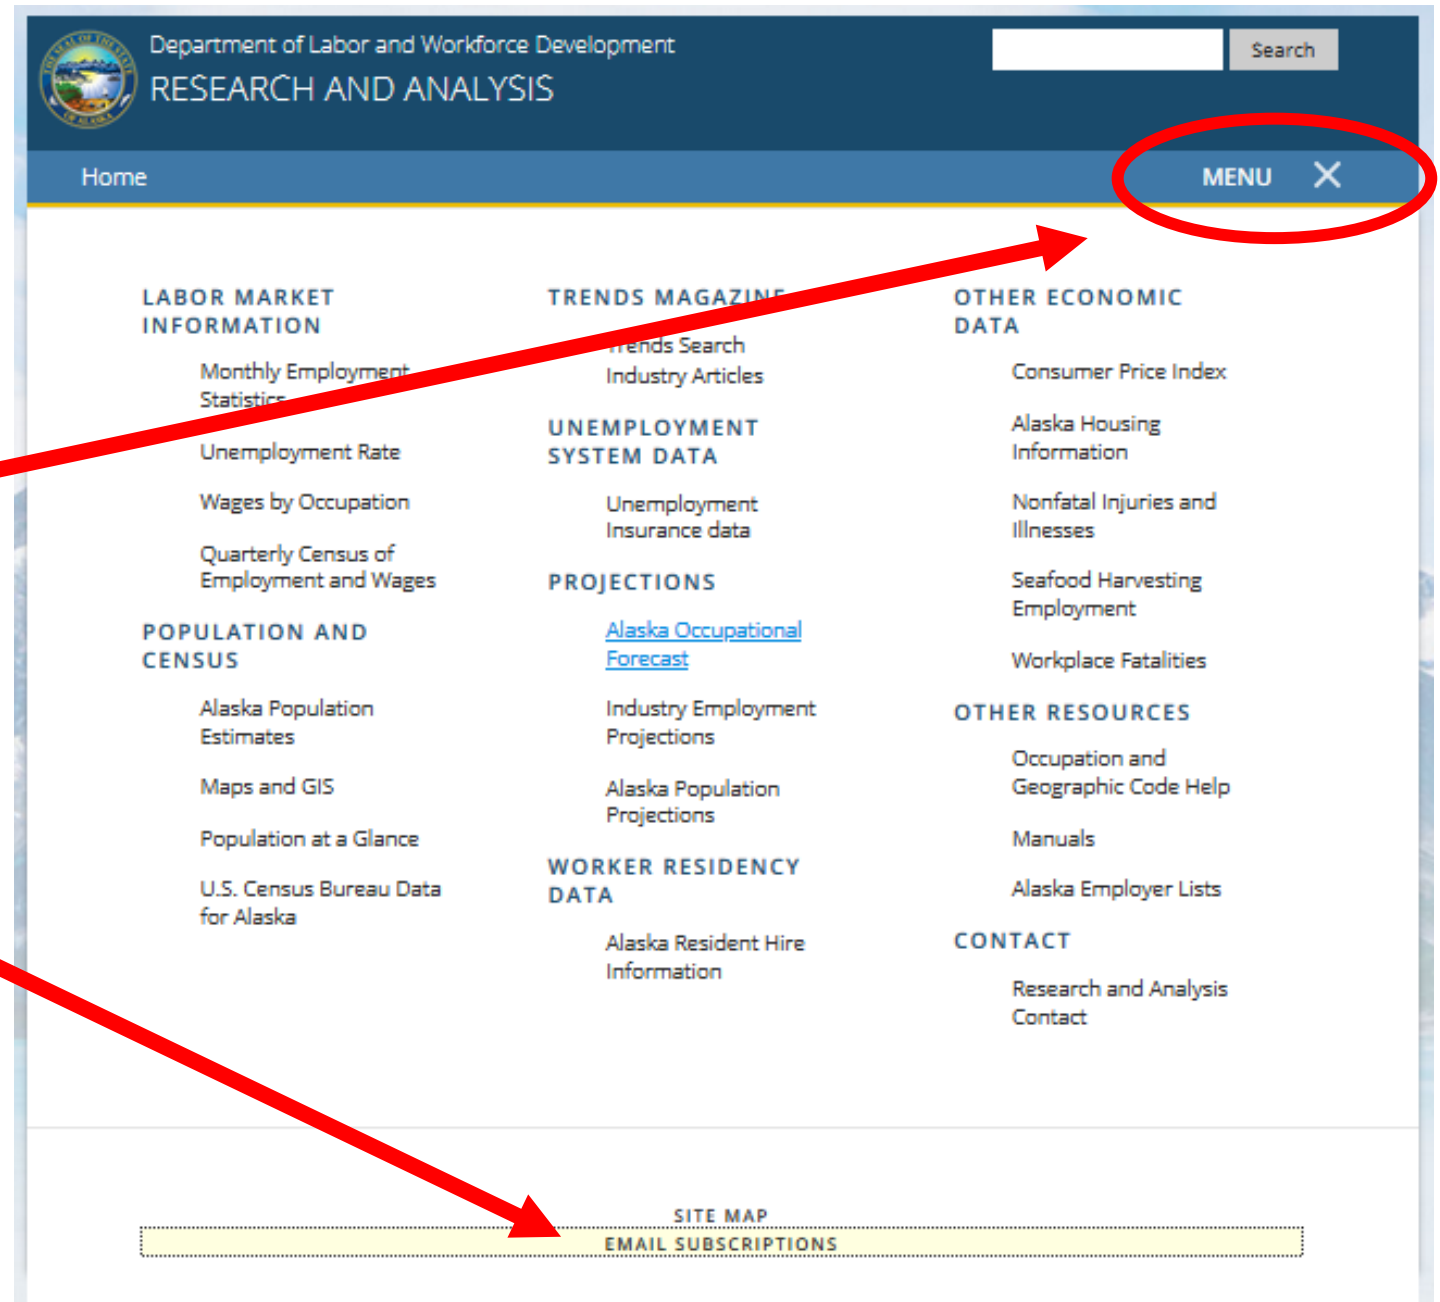 Department of Labor and Workforce Development
RESEARCH AND ANALYSIS
Search
Home
MENU
LABOR MARKET
INFORMATION
Monthly Employment
Statistics
Unemployment Rate
Wages by Occupation
Quarterly Census of
Employment and Wages
POPULATION AND
CENSUS
Alaska Population
Estimates
Maps and GIS
Population at a Glance
U.S. Census Bureau Data
for Alaska
TRENDS MAGAZINE
Trends Search
Industry Articles
UNEMPLOYMENT
SYSTEM DATA
Unemployment
Insurance data
PROJECTIONS
Alaska Occupational
Forecast
Industry Employment
Projections
Alaska Population
Projections
WORKER RESIDENCY
DATA
Alaska Resident Hire
Information
OTHER ECONOMIC
DATA
Consumer Price Index
Alaska Housing
Information
Nonfatal Injuries and
Illnesses
Seafood Harvesting
Employment
Workplace Fatalities
OTHER RESOURCES
Occupation and
Geographic Code Help
Manuals
Alaska Employer Lists
CONTACT
Research and Analysis
Contact
SITE MAP
EMAIL SUBSCRIPTIONS